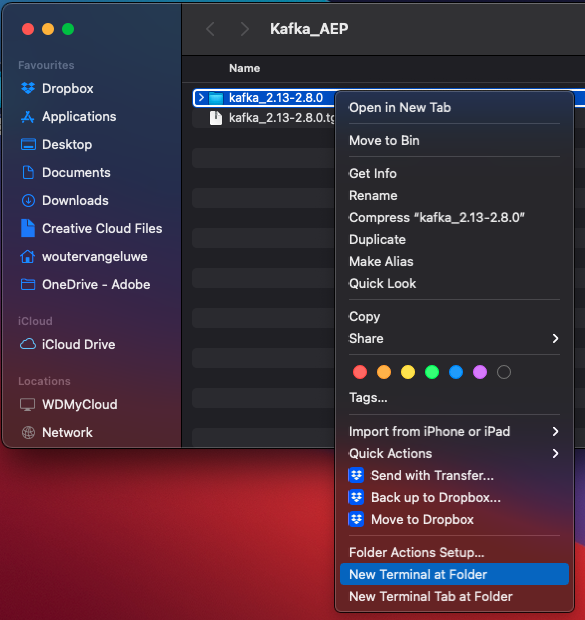 Kafka_AEP
Favourites
Dropbox
Applications
Desktop
Documents
Downloads
Creative Cloud Files
woutervangeluwe
OneDrive - Adobe
iCloud
iCloud Drive
Locations
WDMyCloud
Network
Name
kafka_2.13-2.8.0
kafka_2.13-2.8.0.tg
Open in New Tab
Move to Bin
Get Info
Rename
Compress “kafka_2.13-2.8.0”
Duplicate
Make Alias
Quick Look
Copy
Share
Tags...
Import from iPhone or iPad
Quick Actions
Send with Transfer...
Back up to Dropbox...
Move to Dropbox
Folder Actions Setup...
New Terminal at Folder
New Terminal Tab at Folder